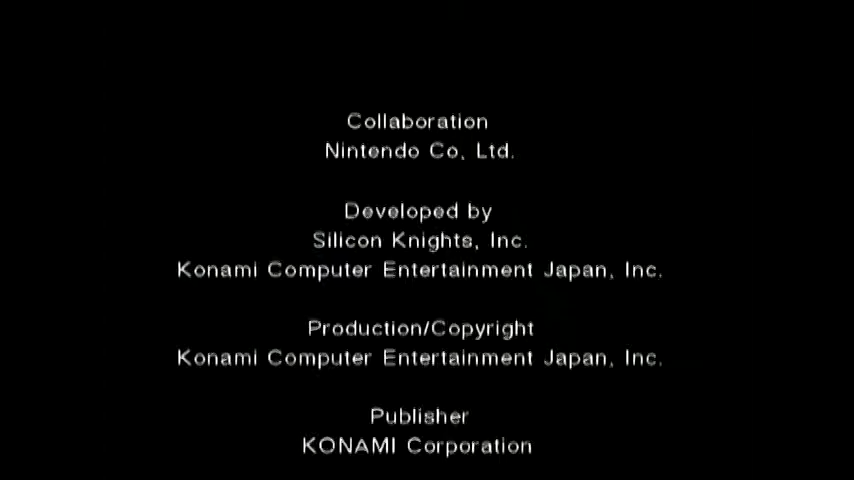 Collaboration
Nintendo Co, Ltd.
Developed by
Silicon Knights, Inc.
Konami Computer Entertainment Japan, Inc.
Production/Copyright
Konami Computer Entertainment Japan, Inc.
Publisher
KONAMI Corporation